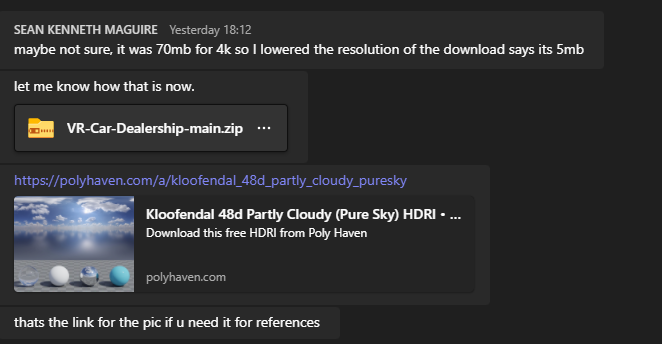 SEAN KENNETH MAGUIRE Yesterday 18:12
maybe not sure, it was 70mb for 4k so I lowered the resolution of the download says its 5mb
let me know how that is now.
VR-Car-Dealership-main.zip ...
https://polyhaven.com/a/kloofendal_48d_partly_cloudy_puresky
Kloofendal 48d Partly Cloudy (Pure Sky) HDRI • ...
Download this free HDRI from Poly Haven
polyhaven.com
thats the link for the pic if u need it for references